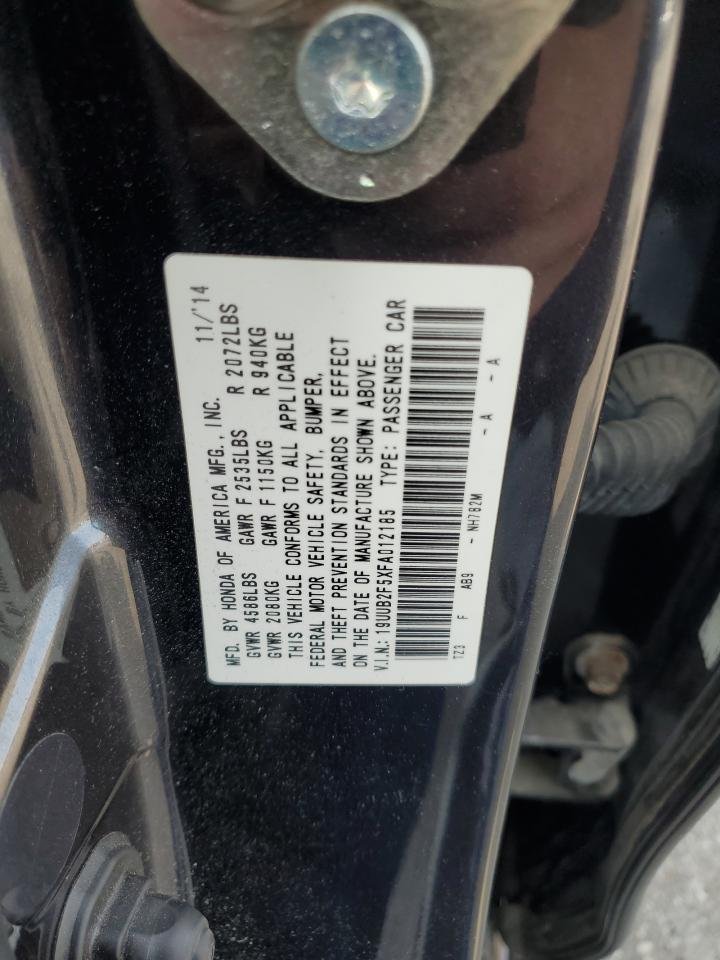 MFD. BY HONDA OF AMERICA MFG., INC. 11/'14
GVWR 4586LBS GAWR F 2535LBS R 2072LBS
GVWR 2080KG GAWR F 1150KG R 940KG
THIS VEHICLE CONFORMS TO ALL APPLICABLE
FEDERAL MOTOR VEHICLE SAFETY, BUMPER,
AND THEFT PREVENTION STANDARDS IN EFFECT
ON THE DATE OF MANUFACTURE SHOWN ABOVE.
V.I.N.: 19UUB2F5XFA012185 TYPE: PASSENGER CAR
TZ3 F AB9 - NH782M - A - A